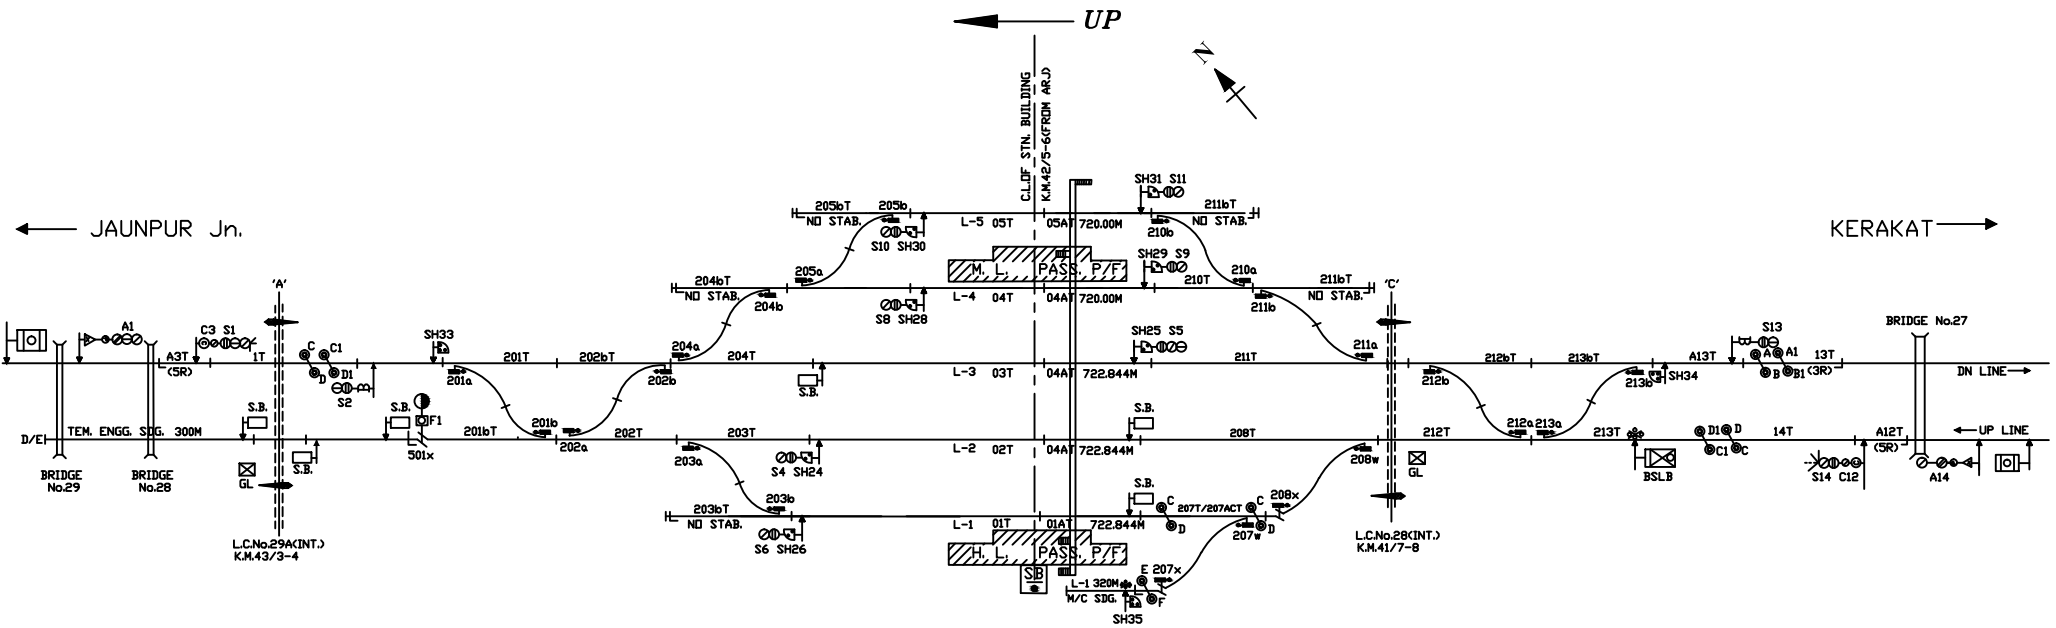 UP
N
C.L.OF STN. BUILDING
K.M.42/5-6(FROM ARJ)
JAUNPUR Jn.
KERAKAT
SH31 S11
205bT 205b
L-5 05T 05AT 720.00M
211bT
NO STAB.
NO STAB.
210b
S10 SH30
M. L. PASS. P/F
SH29 S9
205a
210a
204bT
NO STAB.
210T
211bT
NO STAB.
204b
L-4 04T 04AT 720.00M
211b
S8 SH28
'A'
'C'
A1
C3 S1
C C1
SH33
SH25 S5
S13
BRIDGE No.27
A3T
(5R)
1T
D D1
201T
202bT
204a
204T
211T
211a
212bT
213bT
A13T
A A1
13T
(3R)
B B1
S2
201a
202b
S.B.
L-3 03T 04AT 722.844M
212b
213b
SH34
DN LINE
S.B.
S.B.
F1
S.B.
D/E
TEM. ENGG. SDG. 300M
201bT
201b
202a
202T
203T
208T
212T
212a
213a
213T
D1 D
14T
A12T
(5R)
UP LINE
BRIDGE
No.29
BRIDGE
No.28
GL
S.B.
501x
203a
S4 SH24
L-2 02T 04AT 722.844M
208w
GL
BSLB
C1 C
S14 C12
A14
203bT
NO STAB.
203b
S.B.
C
207T/207ACT
C
208x
L-1 01T 01AT 722.844M
D
D
207w
S6 SH26
L.C.No.29A(INT.)
K.M.43/3-4
L.C.No.28(INT.)
K.M.41/7-8
H. L. PASS. P/F
SB
L-1 320M
E 207x
M/C SDG.
F
SH35